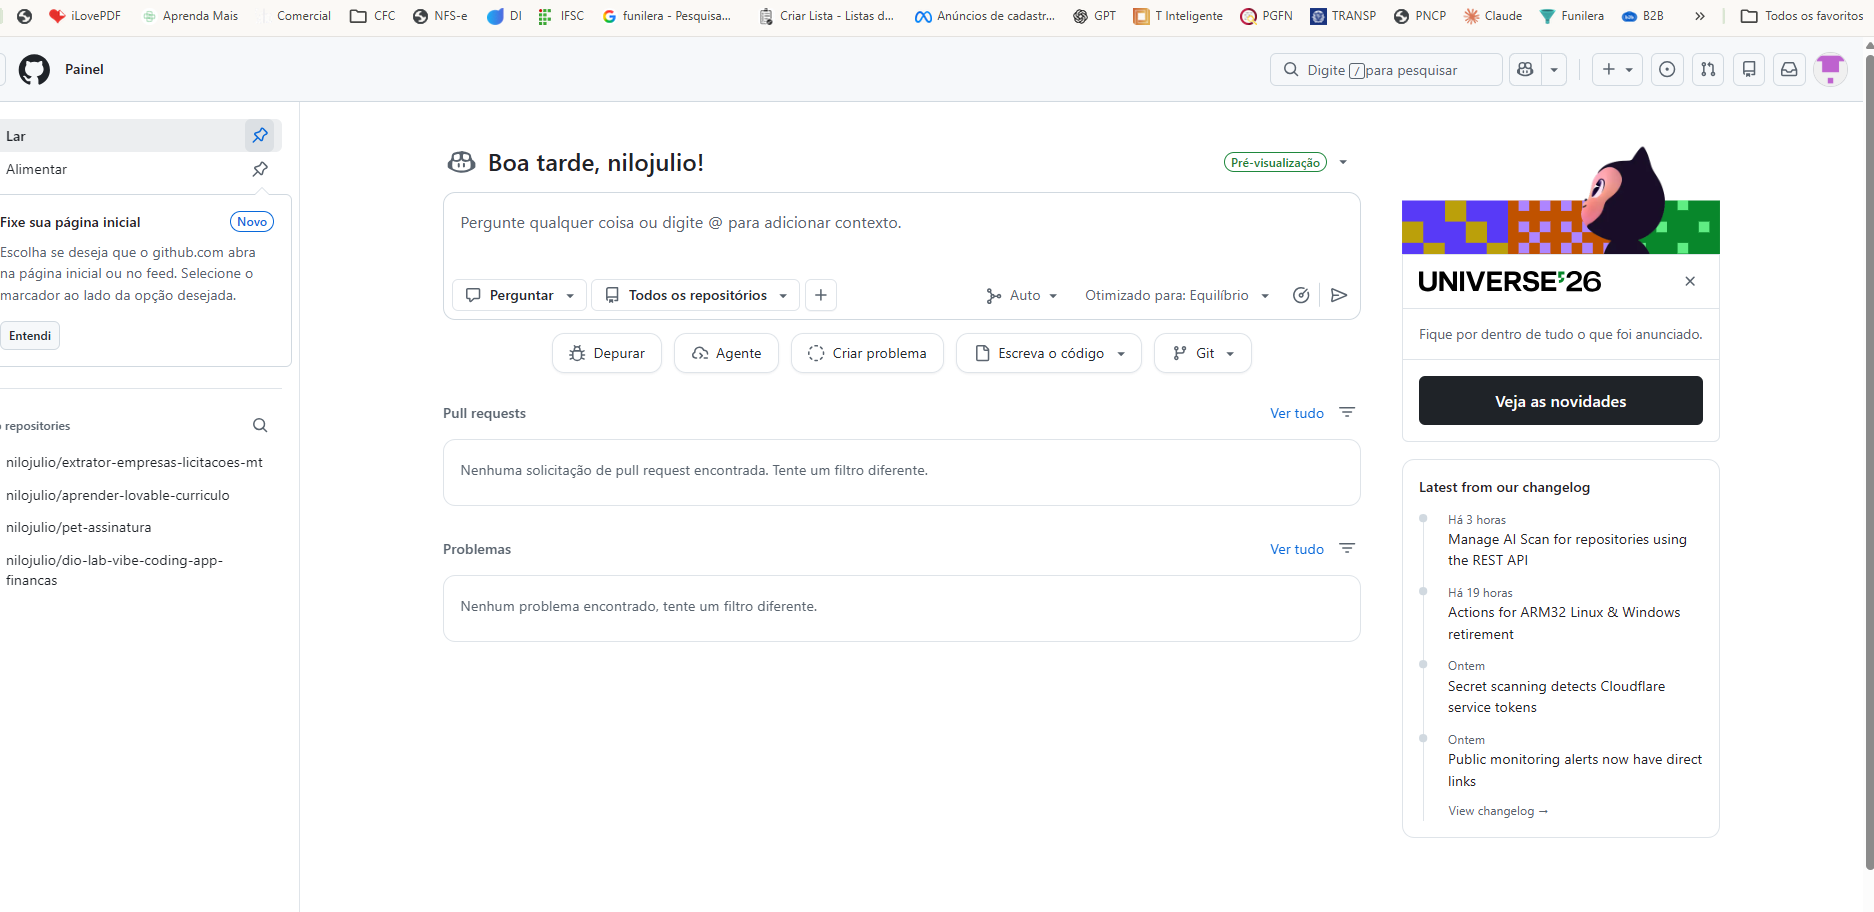 iLovePDF
Aprenda Mais
Comercial
CFC
NFS-e
DI
IFSC
funilera - Pesquisa...
Criar Lista - Listas d...
Anúncios de cadastr...
GPT
T Inteligente
PGFN
TRANSP
PNCP
Claude
Funilera
B2B
Todos os favoritos
Painel
Digite / para pesquisar
Lar
Alimentar
Fixe sua página inicial
Novo
Escolha se deseja que o github.com abra
na página inicial ou no feed. Selecione o
marcador ao lado da opção desejada.
Entendi
repositories
nilojulio/extrator-empresas-licitacoes-mt
nilojulio/aprender-lovable-curriculo
nilojulio/pet-assinatura
nilojulio/dio-lab-vibe-coding-app-
financas
Boa tarde, nilojulio!
Pré-visualização
Pergunte qualquer coisa ou digite @ para adicionar contexto.
Perguntar
Todos os repositórios
Auto
Otimizado para: Equilíbrio
Depurar
Agente
Criar problema
Escreva o código
Git
Pull requests
Ver tudo
Nenhuma solicitação de pull request encontrada. Tente um filtro diferente.
Problemas
Ver tudo
Nenhum problema encontrado, tente um filtro diferente.
UNIVERSE'26
Fique por dentro de tudo o que foi anunciado.
Veja as novidades
Latest from our changelog
Há 3 horas
Manage AI Scan for repositories using
the REST API
Há 19 horas
Actions for ARM32 Linux & Windows
retirement
Ontem
Secret scanning detects Cloudflare
service tokens
Ontem
Public monitoring alerts now have direct
links
View changelog →